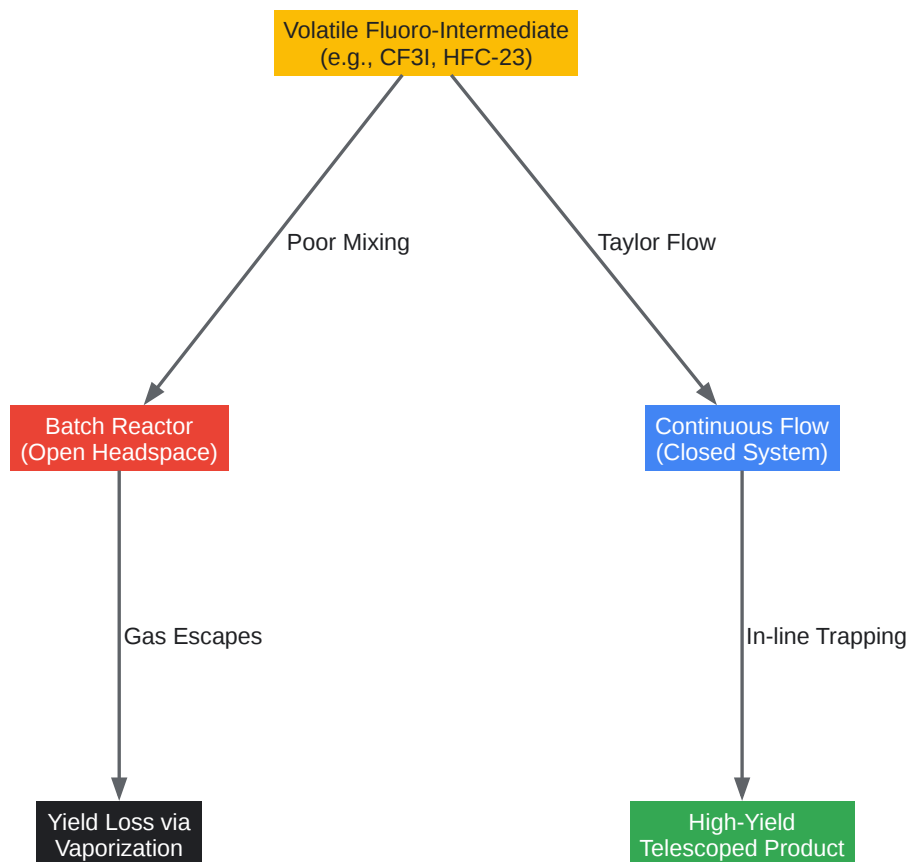 Volatile Fluoro-Intermediate
(e.g., CF3I, HFC-23)
Poor Mixing
Taylor Flow
Batch Reactor
(Open Headspace)
Continuous Flow
(Closed System)
Gas Escapes
In-line Trapping
Yield Loss via
Vaporization
High-Yield
Telescoped Product